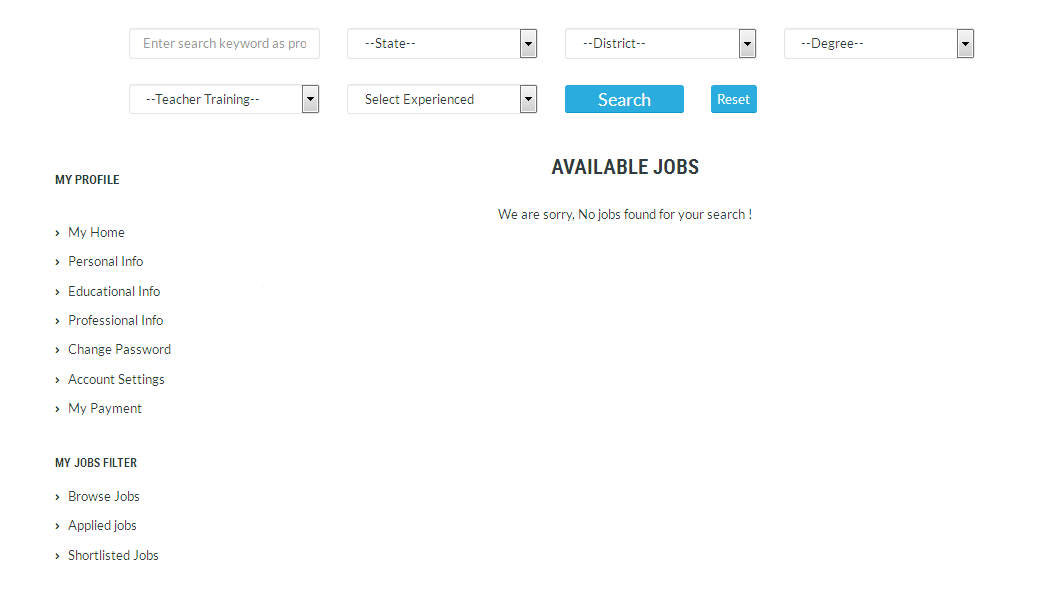 Enter search keyword as pro
--State--
--District--
--Degree--
--Teacher Training--
Select Experienced
Search
Reset
AVAILABLE JOBS
We are sorry, No jobs found for your search !
MY PROFILE
› My Home
› Personal Info
› Educational Info
› Professional Info
› Change Password
› Account Settings
› My Payment
MY JOBS FILTER
› Browse Jobs
› Applied jobs
› Shortlisted Jobs